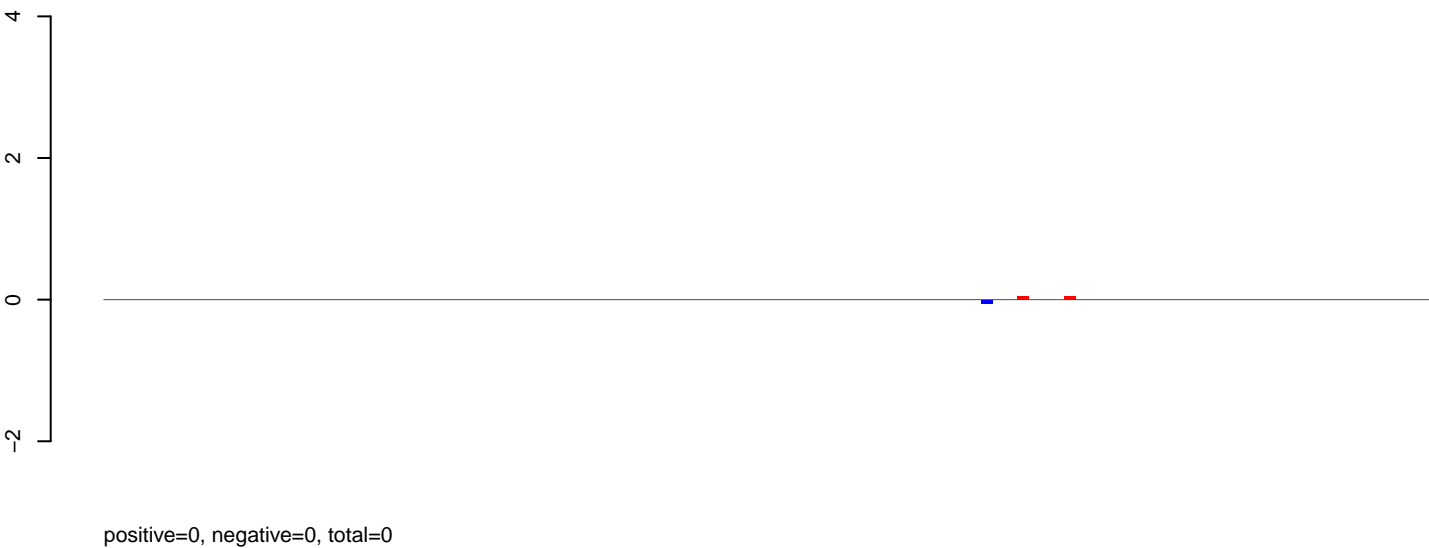 4
2
0
−2
positive=0, negative=0, total=0